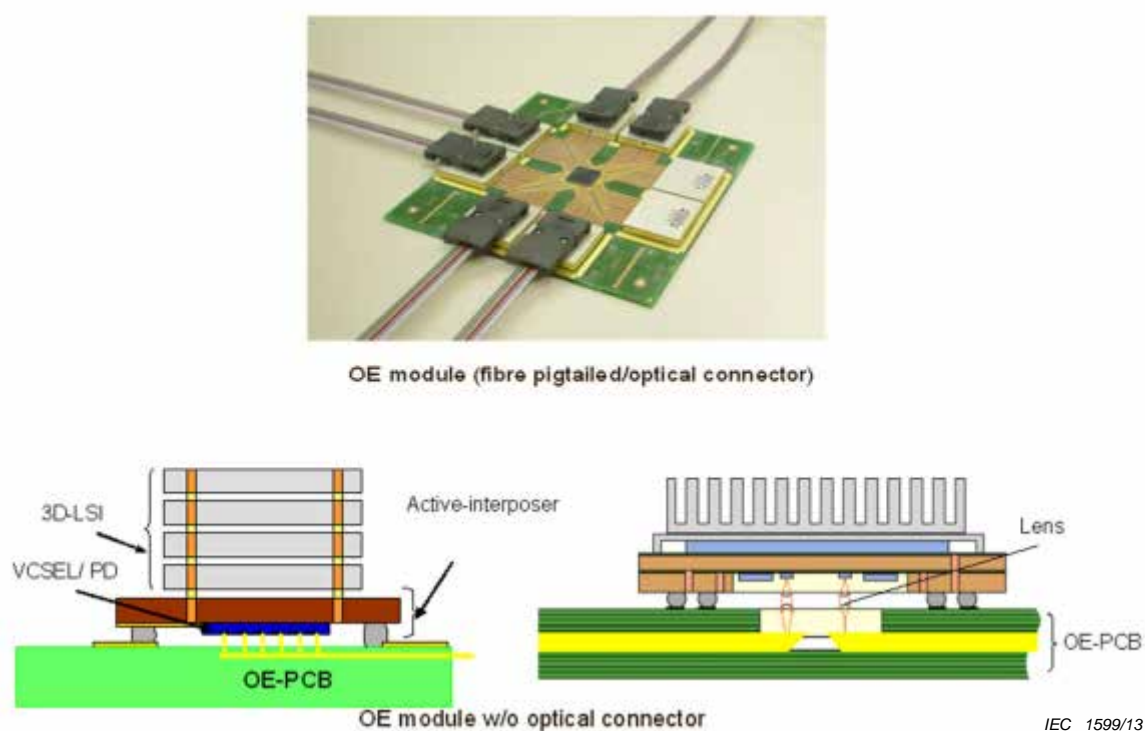 OE module (fibre pigtailed/optical connector)
3D-LSI
Active-interposer
VCSEL/ PD
OE-PCB
Lens
OE-PCB
OE module w/o optical connector
IEC 1599/13